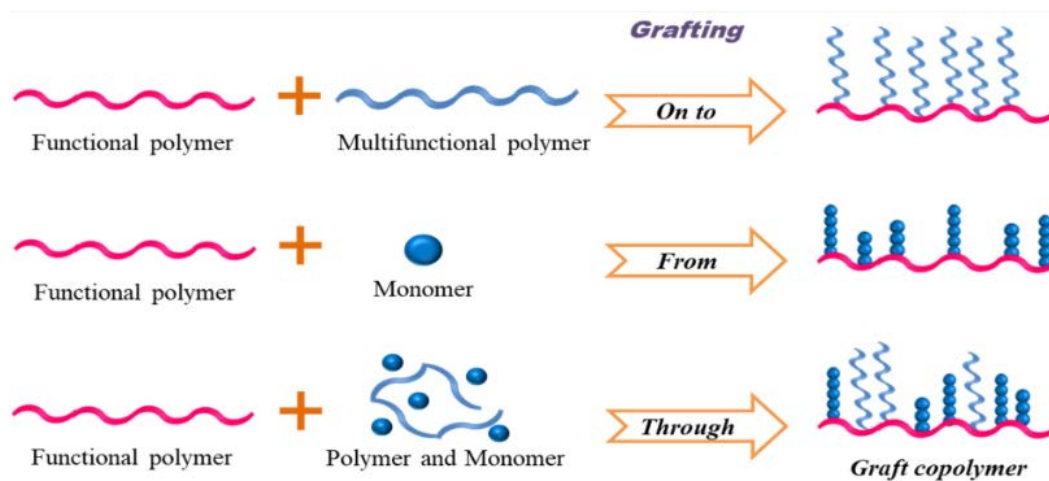 Grafting
On to
Functional polymer
Multifunctional polymer
From
Functional polymer
Monomer
Through
Functional polymer
Polymer and Monomer
Graft copolymer